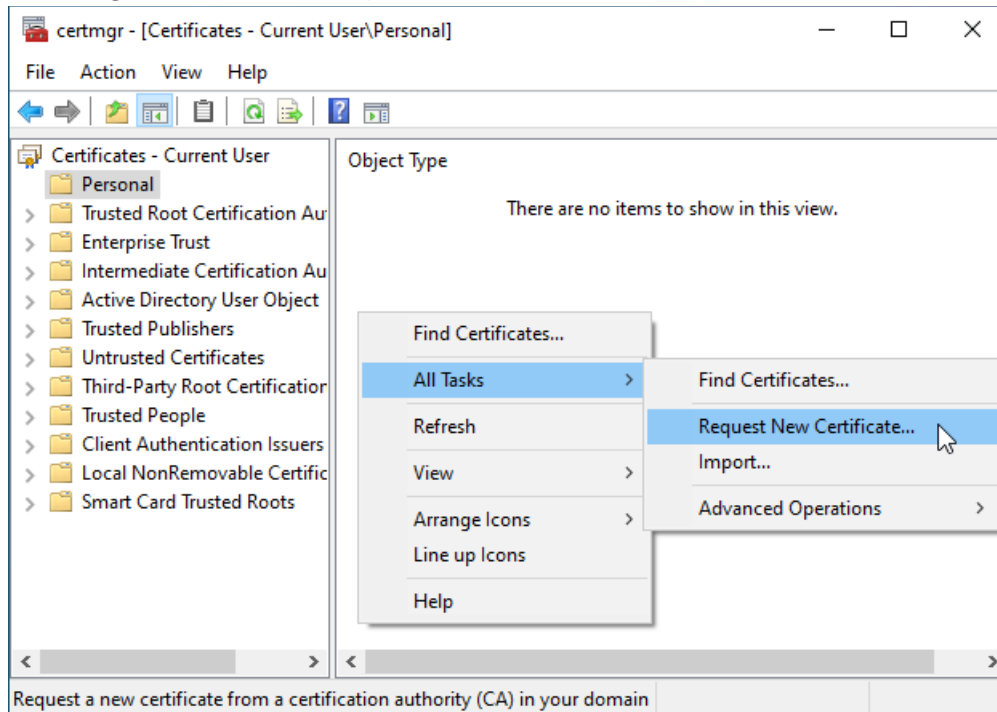 certmgr - [Certificates - Current User\Personal]
File Action View Help
Certificates - Current User
Personal
Trusted Root Certification Au
Enterprise Trust
Intermediate Certification Au
Active Directory User Object
Trusted Publishers
Untrusted Certificates
Third-Party Root Certification
Trusted People
Client Authentication Issuers
Local NonRemovable Certific
Smart Card Trusted Roots
Object Type
There are no items to show in this view.
Find Certificates...
All Tasks
Refresh
View
Arrange Icons
Line up Icons
Help
Find Certificates...
Request New Certificate...
Import...
Advanced Operations
Request a new certificate from a certification authority (CA) in your domain